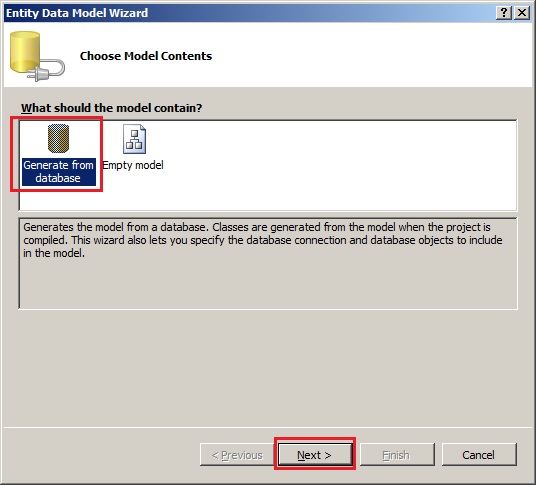 Entity Data Model Wizard
Choose Model Contents
What should the model contain?
Generate from
database
Empty model
Generates the model from a database. Classes are generated from the model when the project is
compiled. This wizard also lets you specify the database connection and database objects to include
in the model.
< Previous
Next >
Finish
Cancel